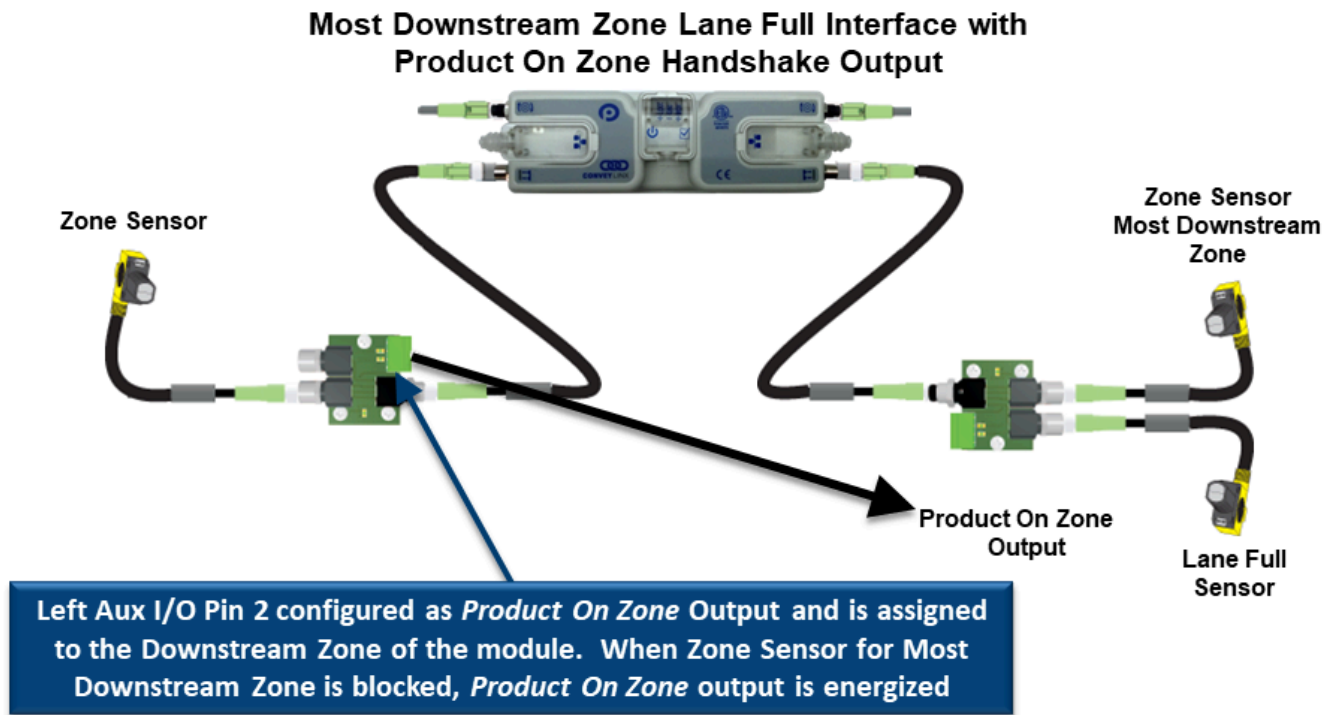 Most Downstream Zone Lane Full Interface with
Product On Zone Handshake Output
CONVEYLINX
CE
Zone Sensor
Zone Sensor
Most Downstream
Zone
Product On Zone
Output
Lane Full
Sensor
Left Aux I/O Pin 2 configured as Product On Zone Output and is assigned
to the Downstream Zone of the module.  When Zone Sensor for Most
Downstream Zone is blocked, Product On Zone output is energized